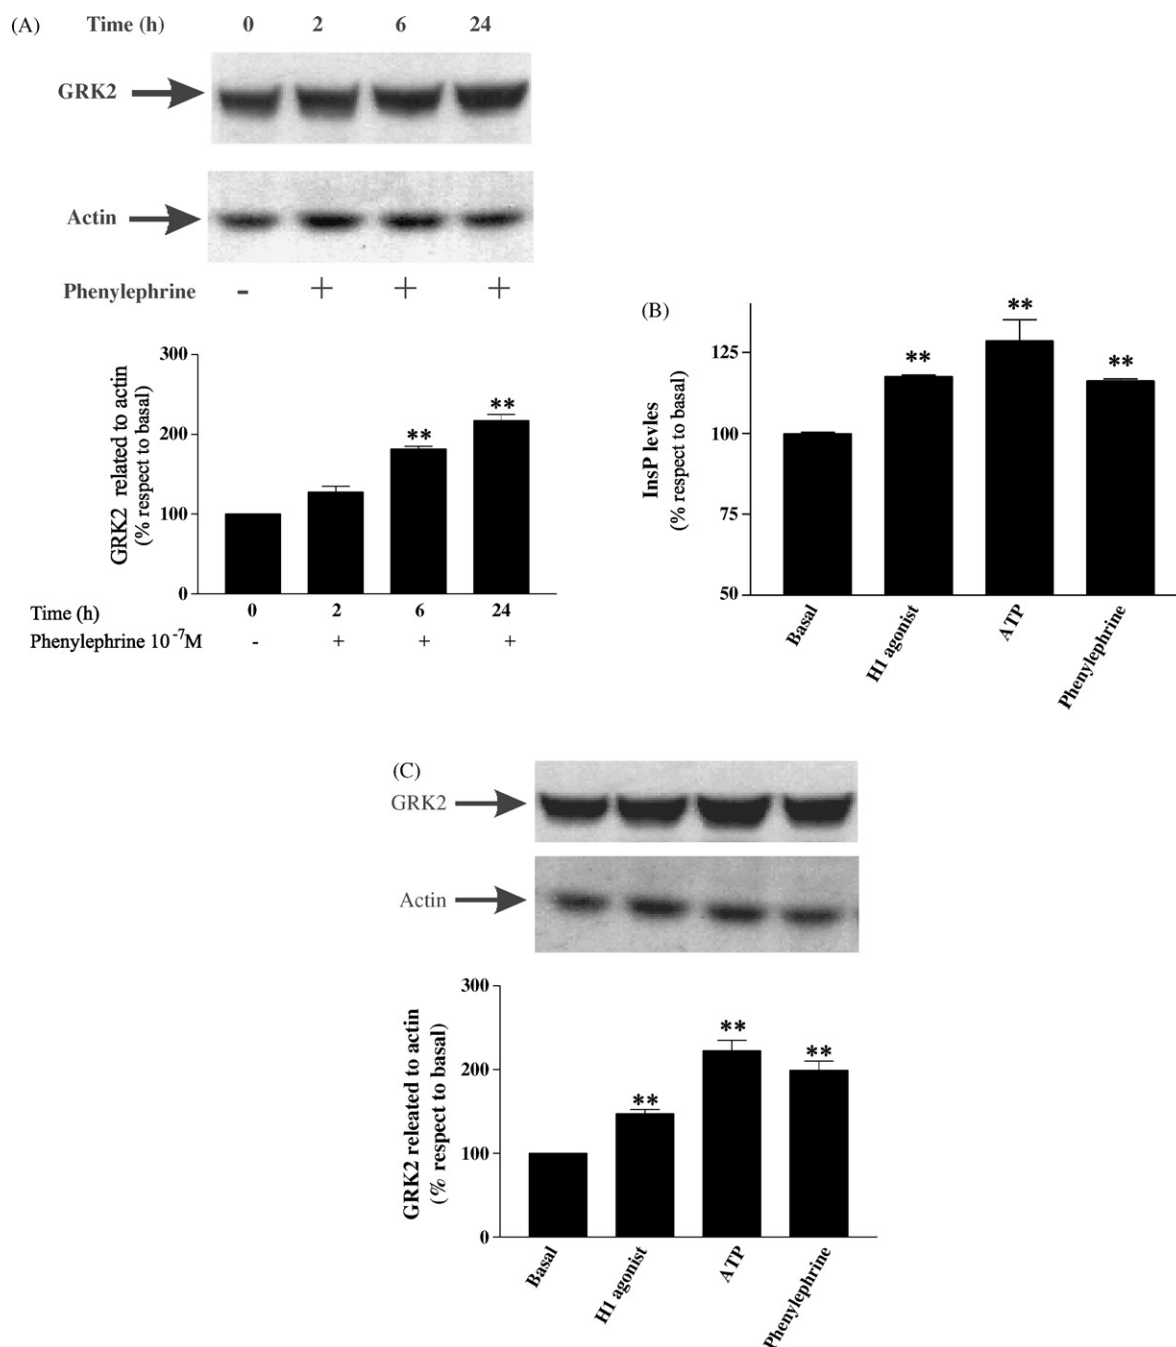 (A) Time (h) 0 2 6 24
GRK2
Actin
Phenylephrine - + + +
GRK2 related to actin
(% respect to basal)
300
200
100
0
**
**
Time (h) 0 2 6 24
Phenylephrine 10⁻⁷M - + + +
(B)
InsP levles
(% respect to basal)
125
100
75
50
**
**
**
Basal
H1 agonist
ATP
Phenylephrine
(C)
GRK2
Actin
GRK2 releated to actin
(% respect to basal)
300
200
100
0
**
**
**
Basal
H1 agonist
ATP
Phenylephrine